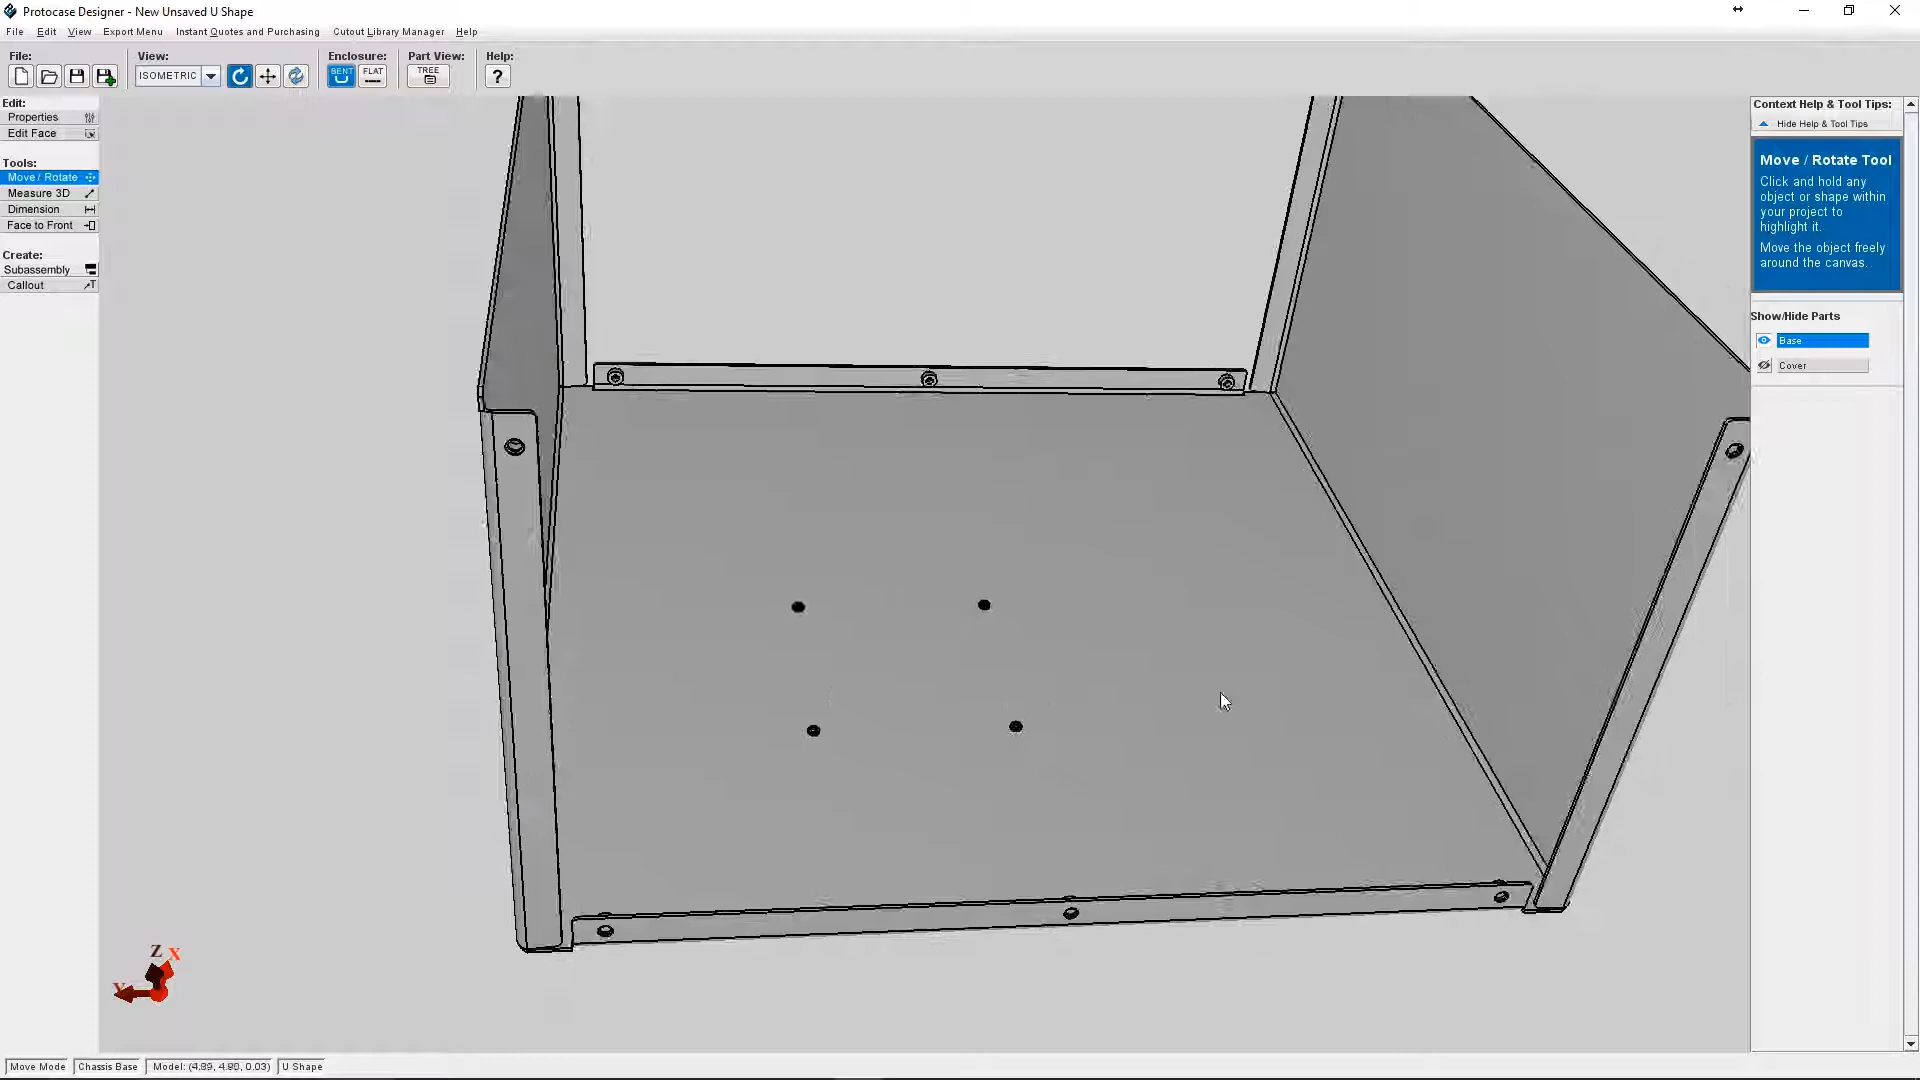 Protocase Designer - New Unsaved U Shape
File Edit View Export Menu Instant Quotes and Purchasing Cutout Library Manager Help
File: View: Enclosure: Part View: Help:
ISOMETRIC BENT FLAT TREE ?
Edit:
Properties
Edit Face
Tools:
Move / Rotate
Measure 3D
Dimension
Face to Front
Create:
Subassembly
Callout
Context Help & Tool Tips:
Hide Help & Tool Tips
Move / Rotate Tool
Click and hold any
object or shape within
your project to
highlight it.
Move the object freely
around the canvas.
Show/Hide Parts
Base
Cover
Z X
Y
Move Mode Chassis Base Model: (4.89, 4.80, 0.03) U Shape